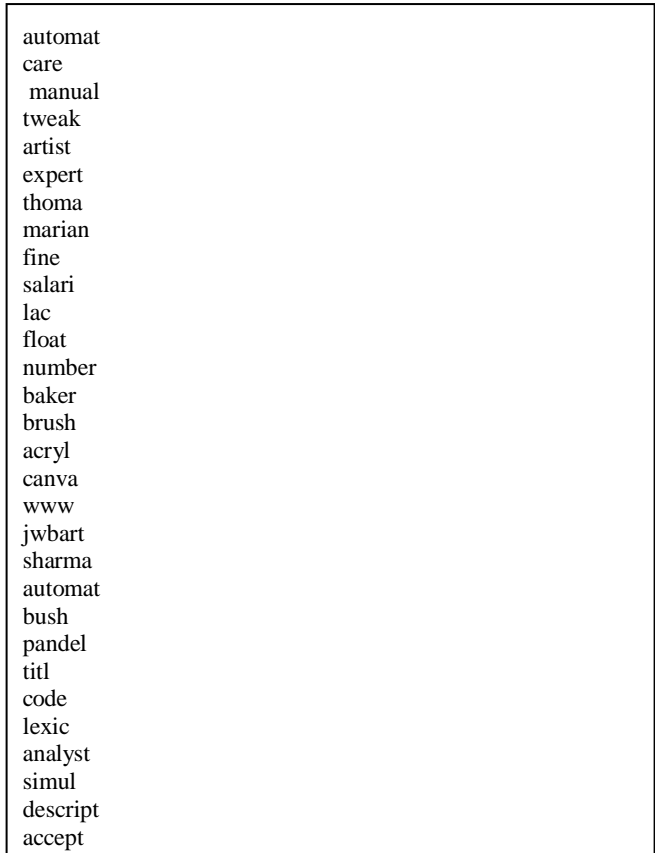 automat
care
manual
tweak
artist
expert
thoma
marian
fine
salari
lac
float
number
baker
brush
acryl
canva
www
jwbart
sharma
automat
bush
pandel
titl
code
lexic
analyst
simul
descript
accept